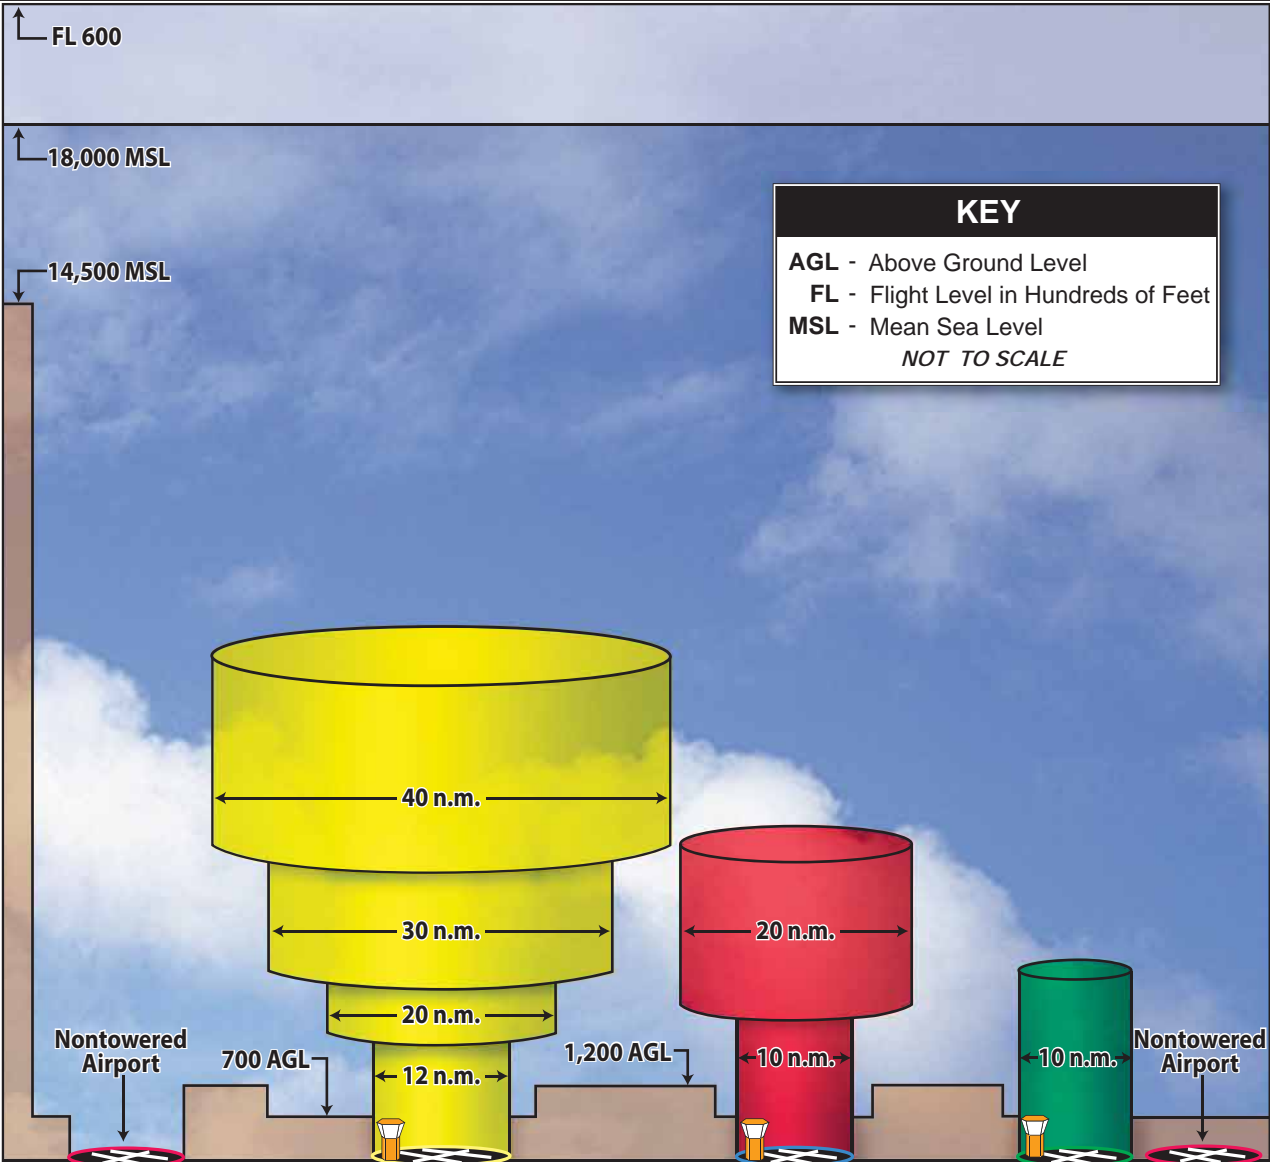 FL 600
18,000 MSL
14,500 MSL
KEY
AGL - Above Ground Level
FL - Flight Level in Hundreds of Feet
MSL - Mean Sea Level
NOT TO SCALE
40 n.m.
30 n.m.
20 n.m.
20 n.m.
Nontowered
Airport
700 AGL
12 n.m.
1,200 AGL
10 n.m.
10 n.m.
Nontowered
Airport